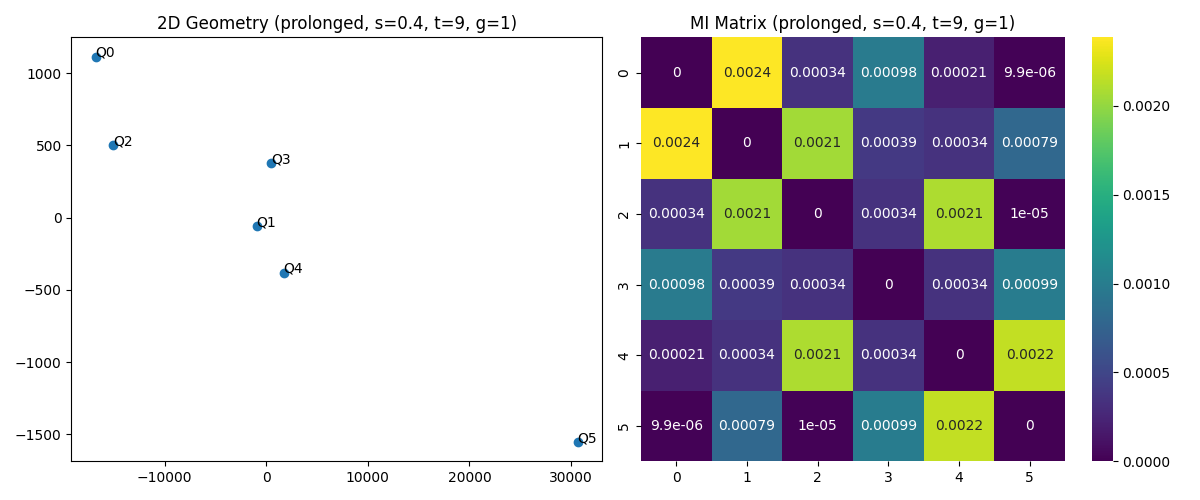 2D Geometry (prolonged, s=0.4, t=9, g=1)
1000
500
0
−500
−1000
−1500
−10000 0 10000 20000 30000
Q0
Q2
Q3
Q1
Q4
Q5
MI Matrix (prolonged, s=0.4, t=9, g=1)
0 0 0.0024 0.00034 0.00098 0.00021 9.9e-06
1 0.0024 0 0.0021 0.00039 0.00034 0.00079
2 0.00034 0.0021 0 0.00034 0.0021 1e-05
3 0.00098 0.00039 0.00034 0 0.00034 0.00099
4 0.00021 0.00034 0.0021 0.00034 0 0.0022
5 9.9e-06 0.00079 1e-05 0.00099 0.0022 0
0 1 2 3 4 5
0.0020
0.0015
0.0010
0.0005
0.0000